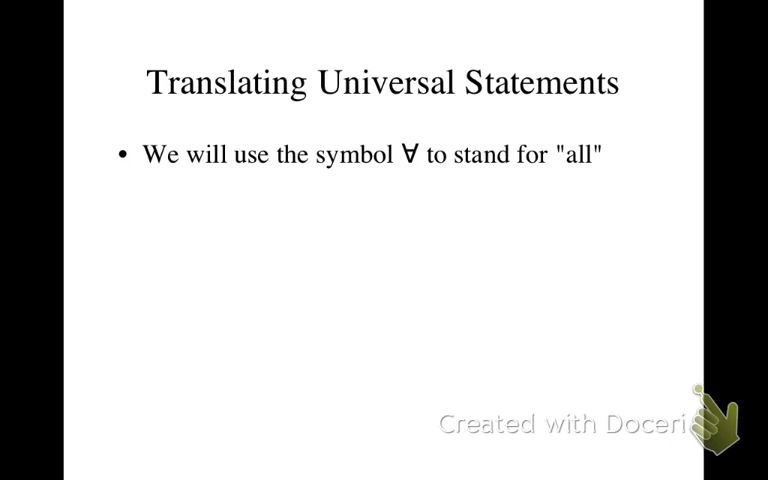 Translating Universal Statements
• We will use the symbol ∀ to stand for "all"
Created with Doceri